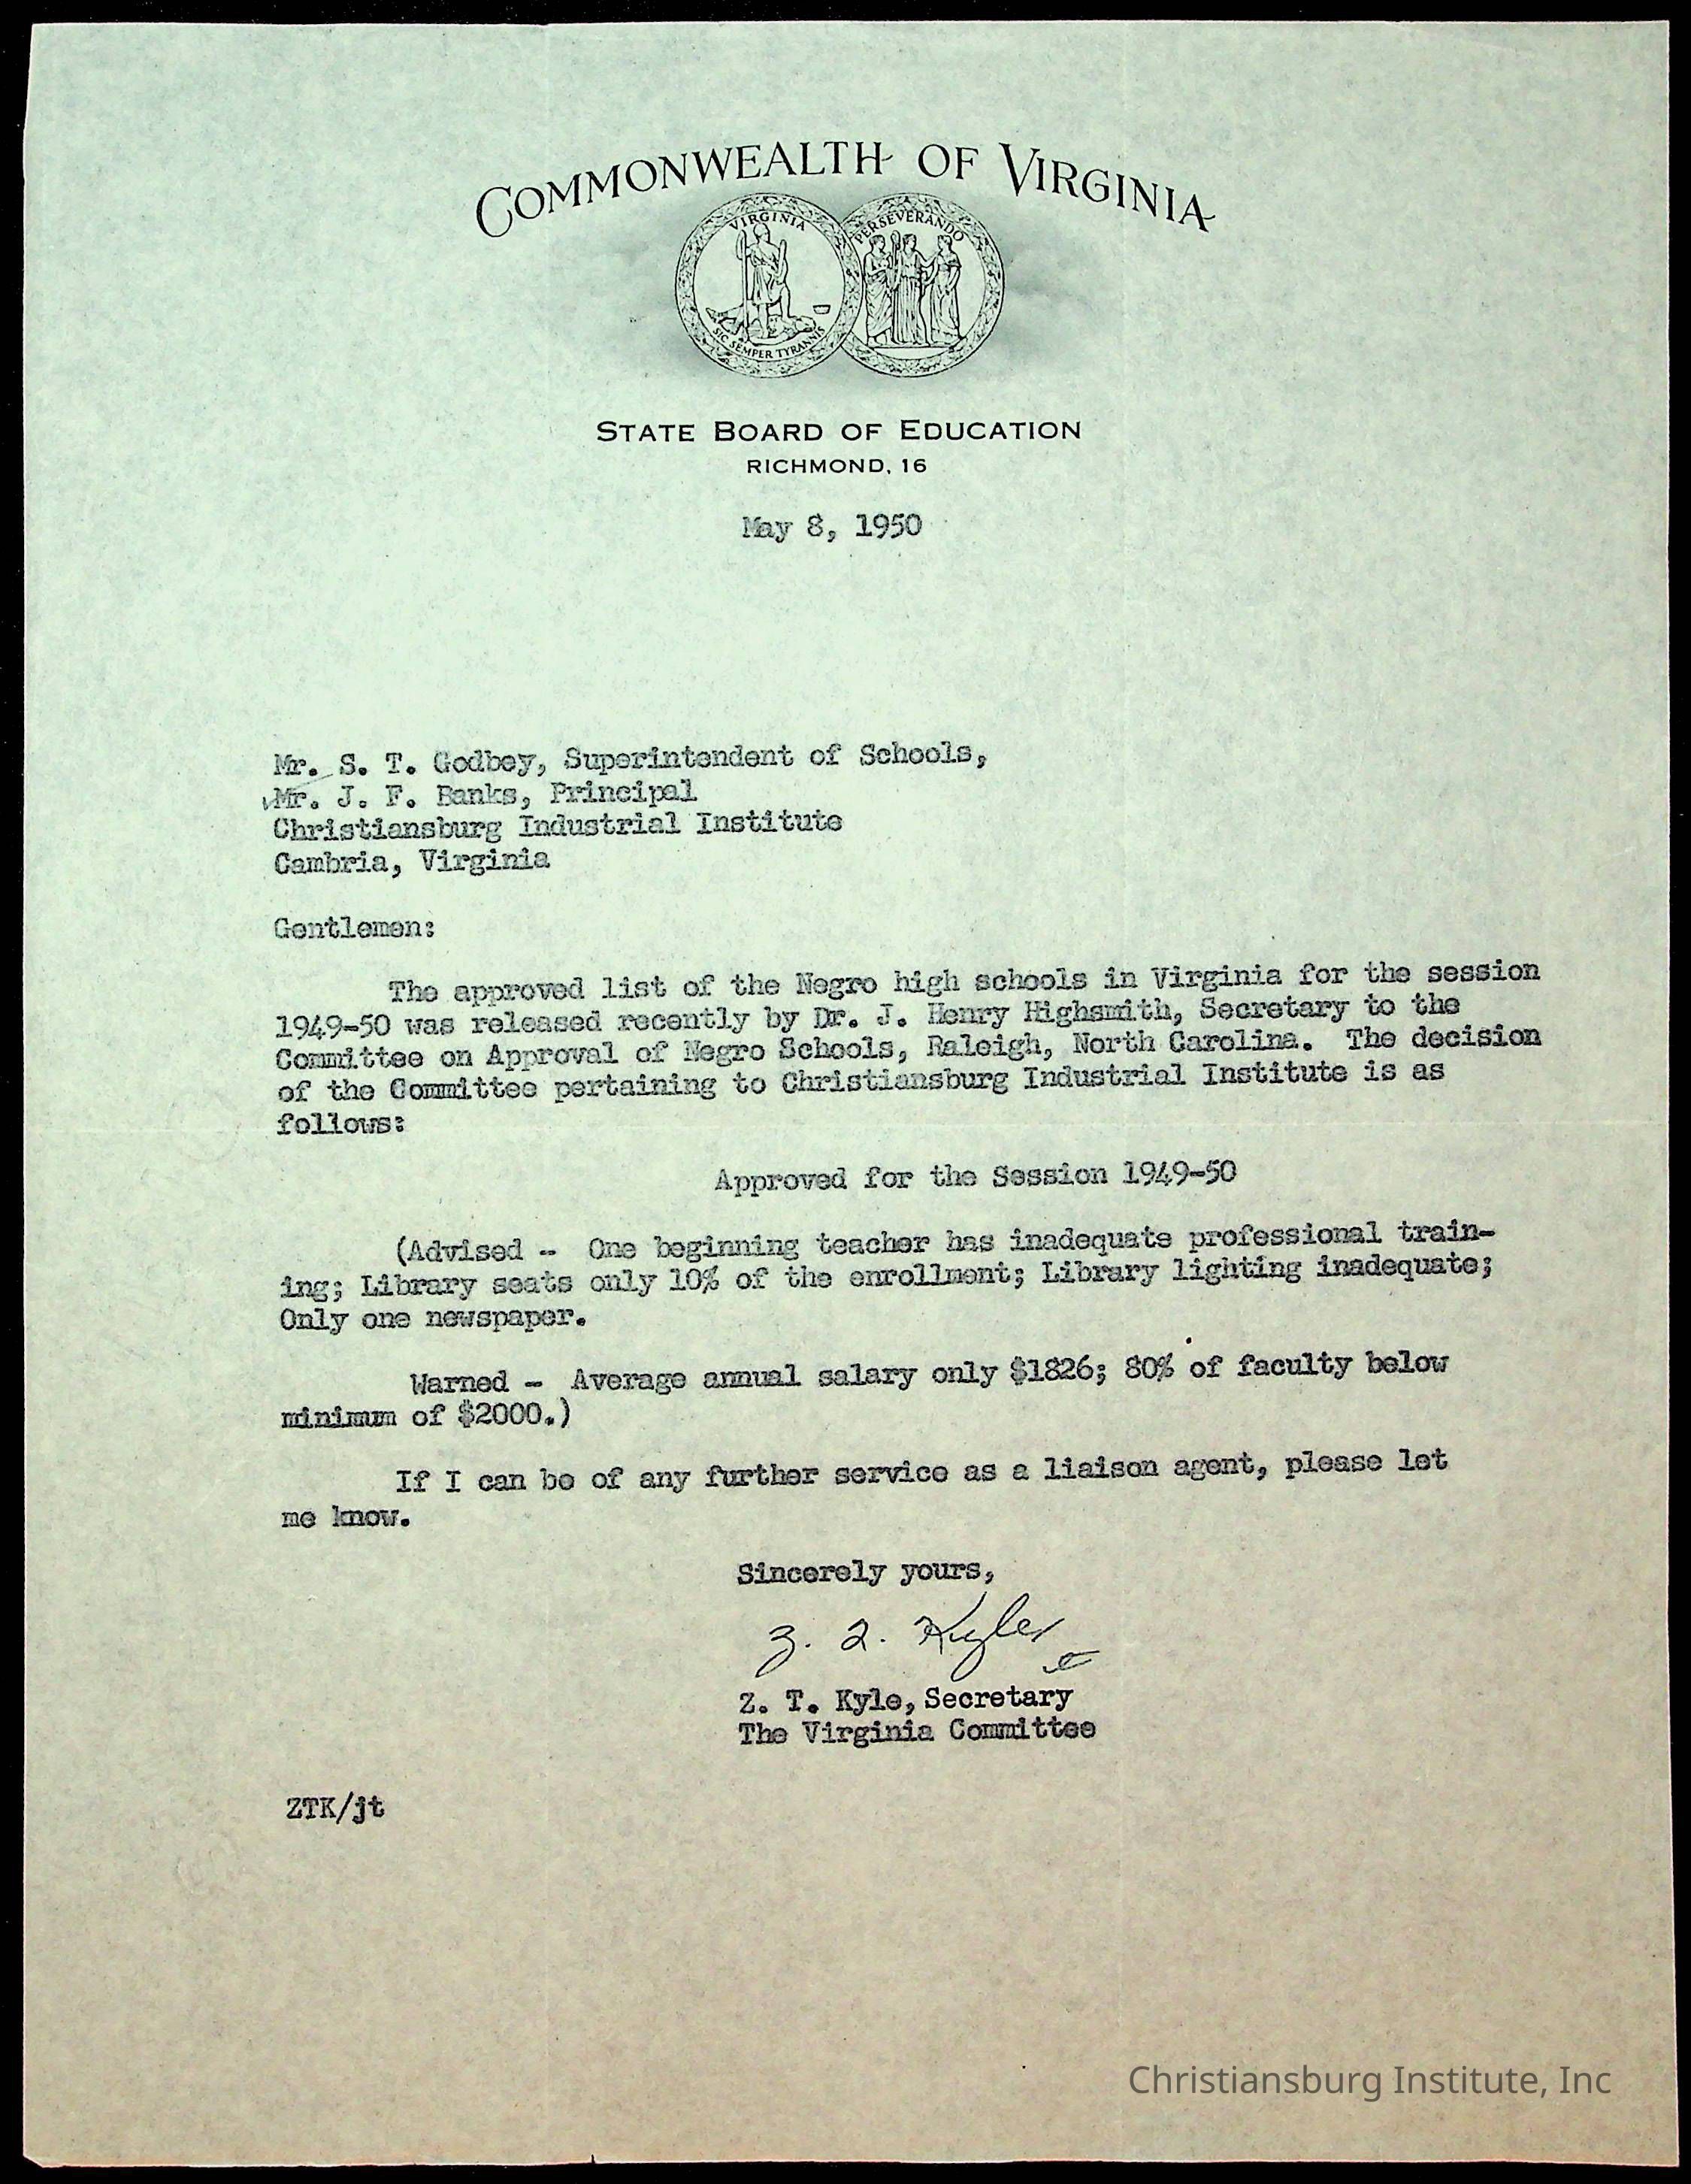 COMMONWEALTH OF VIRGINIA
VIRGINIA
PERSEVERANDO
SIC SEMPER TYRANNIS
STATE BOARD OF EDUCATION
RICHMOND, 16
May 8, 1950
Mr. S. T. Godbey, Superintendent of Schools,
Mr. J. F. Banks, Principal
Christiansburg Industrial Institute
Cambria, Virginia
Gentlemen:
The approved list of the Negro high schools in Virginia for the session
1949-50 was released recently by Dr. J. Henry Highsmith, Secretary to the
Committee on Approval of Negro Schools, Raleigh, North Carolina. The decision
of the Committee pertaining to Christiansburg Industrial Institute is as
follows:
Approved for the Session 1949-50
(Advised -- One beginning teacher has inadequate professional train-
ing; Library seats only 10% of the enrollment; Library lighting inadequate;
Only one newspaper.
Warned - Average annual salary only $1826; 80% of faculty below
minimum of $2000.)
If I can be of any further service as a liaison agent, please let
me know.
Sincerely yours,
Z. T. Kyle
Z. T. Kyle, Secretary
The Virginia Committee
ZTK/jt
Christiansburg Institute, Inc